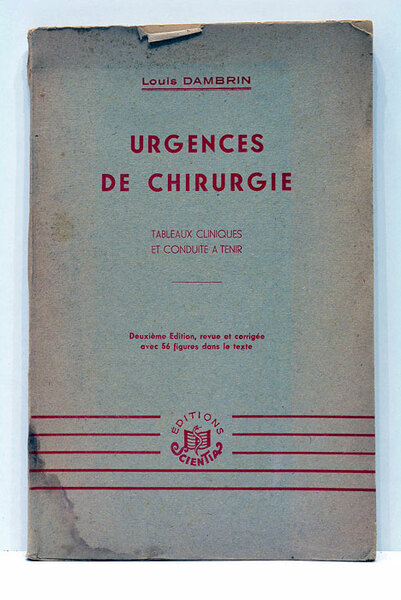 Louis DAMBRIN
URGENCES
DE CHIRURGIE
TABLEAUX CLINIQUES
ET CONDUITE A TENIR
Deuxième Edition, revue et corrigée
avec 56 figures dans le texte
ÉDITIONS
SCIENTIA